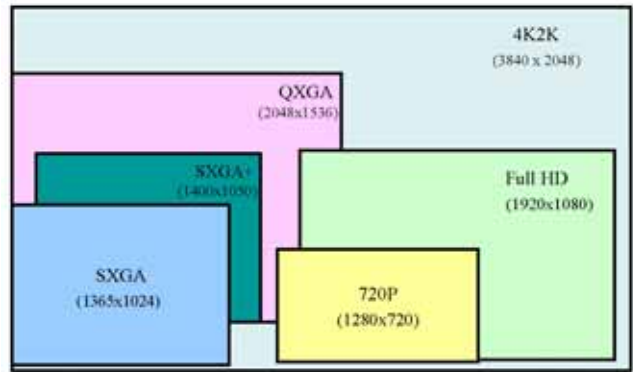 4K2K
(3840 x 2048)
QXGA
(2048x1536)
SXGA+
(1400x1050)
Full HD
(1920x1080)
SXGA
(1365x1024)
720P
(1280x720)